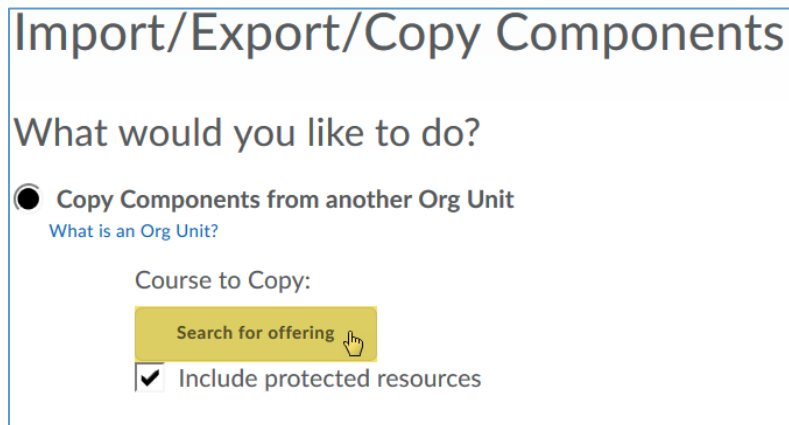 Import/Export/Copy Components
What would you like to do?
Copy Components from another Org Unit
What is an Org Unit?
Course to Copy:
Search for offering
Include protected resources